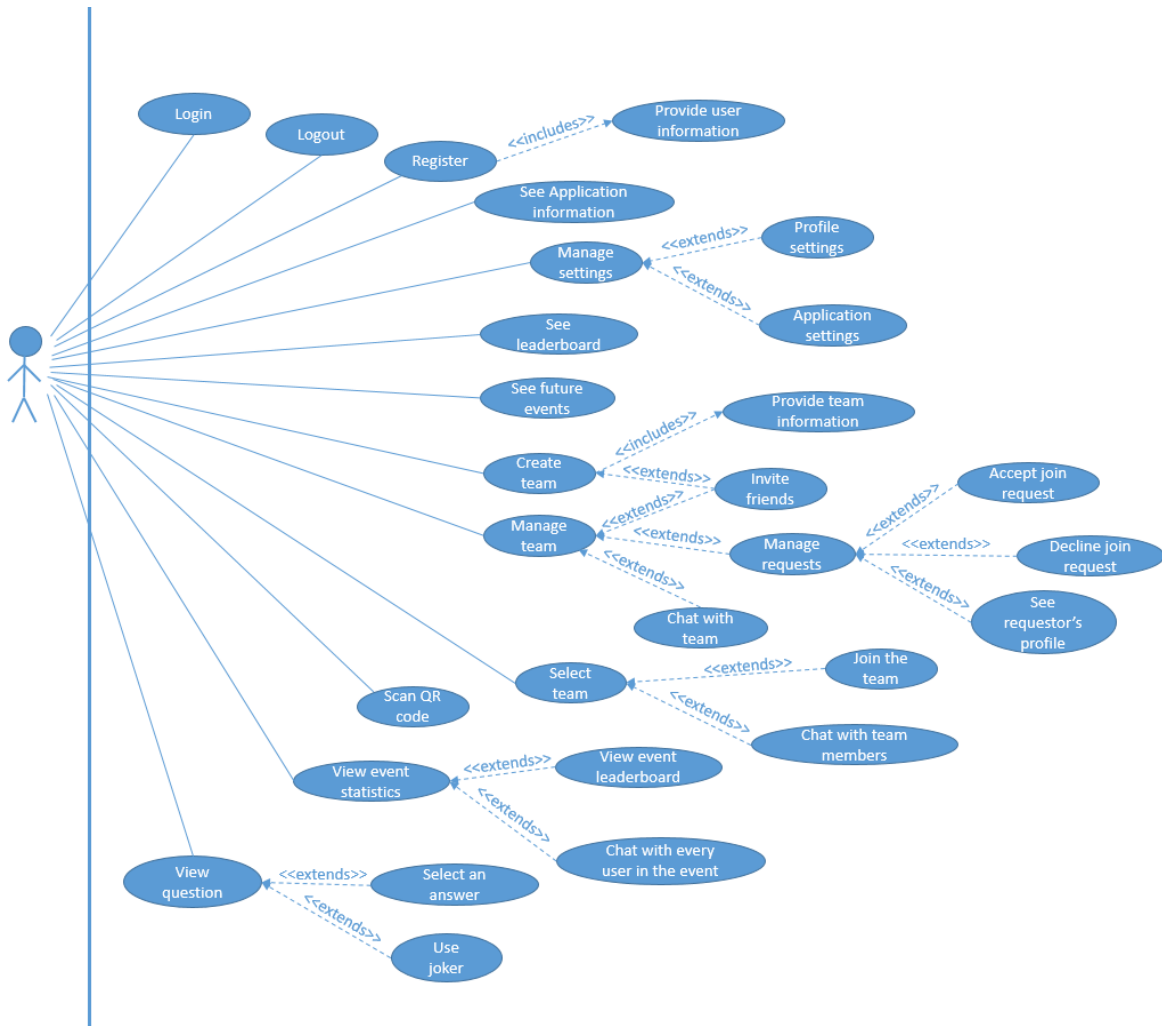 Login
Logout
Register
<<includes>>
Provide user
information
See Application
information
Manage
settings
<<extends>>
Profile
settings
<<extends>>
Application
settings
See
leaderboard
See future
events
Create
team
<<includes>>
Provide team
information
<<extends>>
Invite
friends
Manage
team
<<extends>>
<<extends>>
Manage
requests
<<extends>>
Accept join
request
<<extends>>
Decline join
request
<<extends>>
See
requestor's
profile
<<extends>>
Chat with
team
Select
team
<<extends>>
Join the
team
<<extends>>
Chat with team
members
Scan QR
code
View event
statistics
<<extends>>
View event
leaderboard
<<extends>>
Chat with every
user in the event
View
question
<<extends>>
Select an
answer
<<extends>>
Use
joker